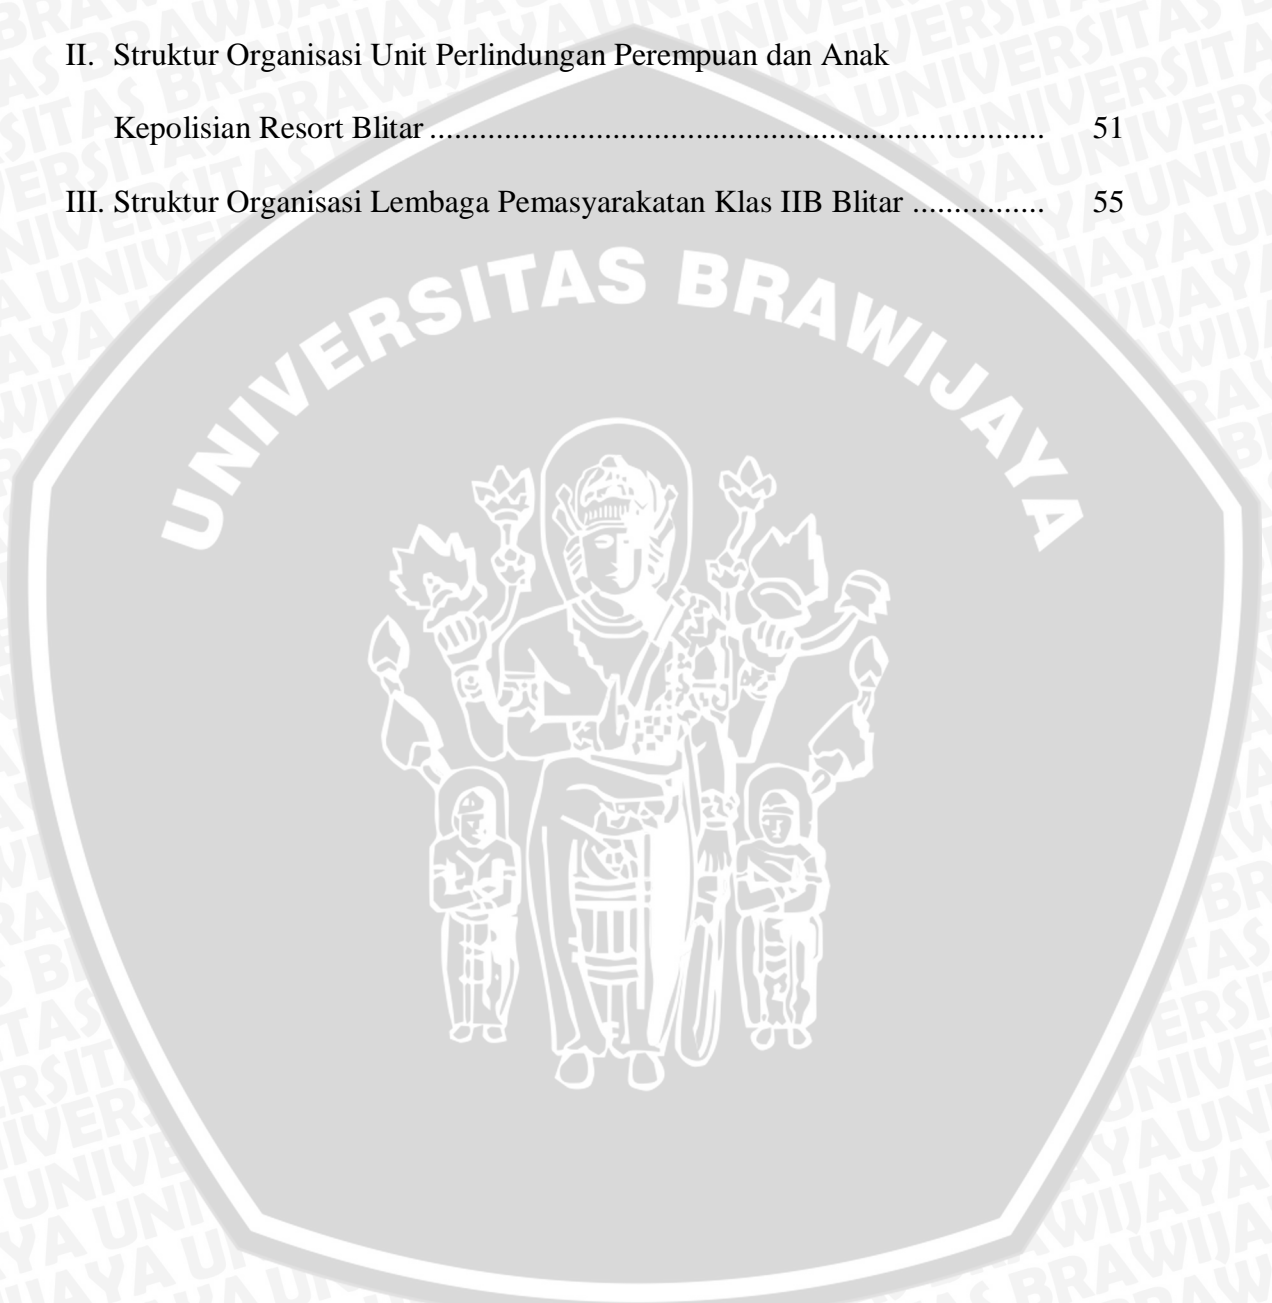 II. Struktur Organisasi Unit Perlindungan Perempuan dan Anak
Kepolisian Resort Blitar ........................................................................... 51
III. Struktur Organisasi Lembaga Pemasyarakatan Klas IIB Blitar ................ 55
UNIVERSITAS BRAWIJAYA